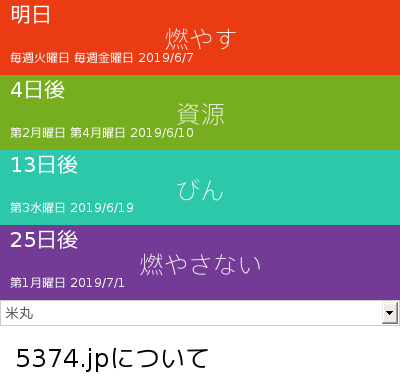 明日
燃やす
毎週火曜日 毎週金曜日 2019/6/7
4日後
資源
第2月曜日 第4月曜日 2019/6/10
13日後
びん
第3水曜日 2019/6/19
25日後
燃やさない
第1月曜日 2019/7/1
米丸
5374.jpについて